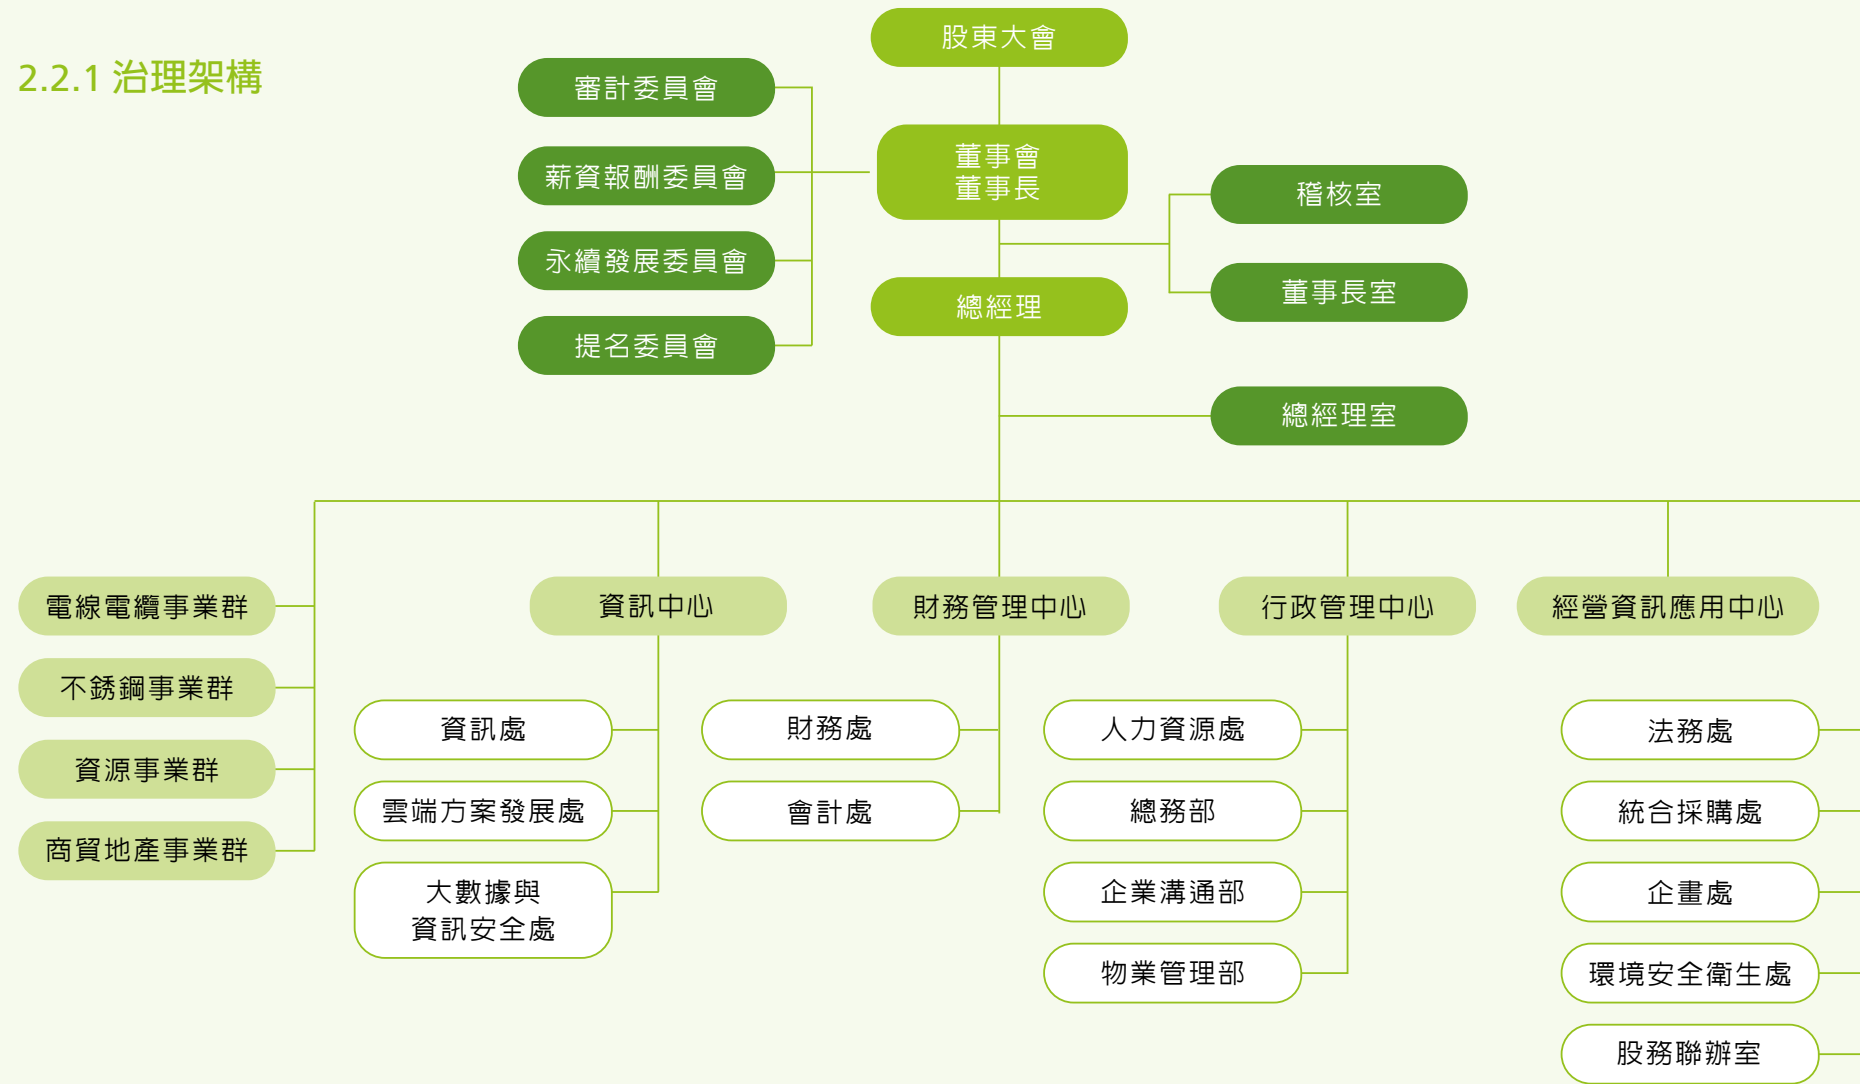 2.2.1 治理架構
股東大會
審計委員會
薪資報酬委員會
永續發展委員會
提名委員會
董事會
董事長
稽核室
董事長室
總經理
總經理室
電線電纜事業群
不銹鋼事業群
資源事業群
商貿地產事業群
資訊中心
資訊處
雲端方案發展處
大數據與
資訊安全處
財務管理中心
財務處
會計處
行政管理中心
人力資源處
總務部
企業溝通部
物業管理部
經營資訊應用中心
法務處
統合採購處
企畫處
環境安全衛生處
股務聯辦室